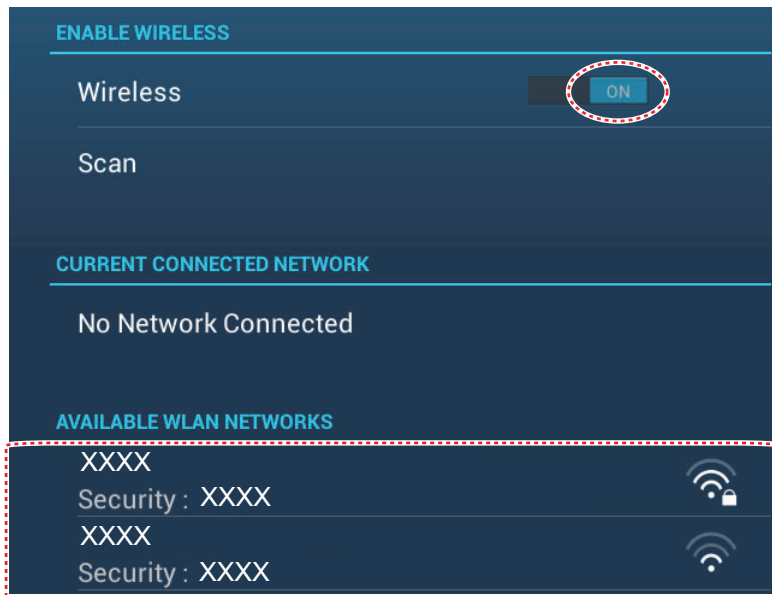 ENABLE WIRELESS
Wireless ON
Scan
CURRENT CONNECTED NETWORK
No Network Connected
AVAILABLE WLAN NETWORKS
XXXX
Security : XXXX
XXXX
Security : XXXX